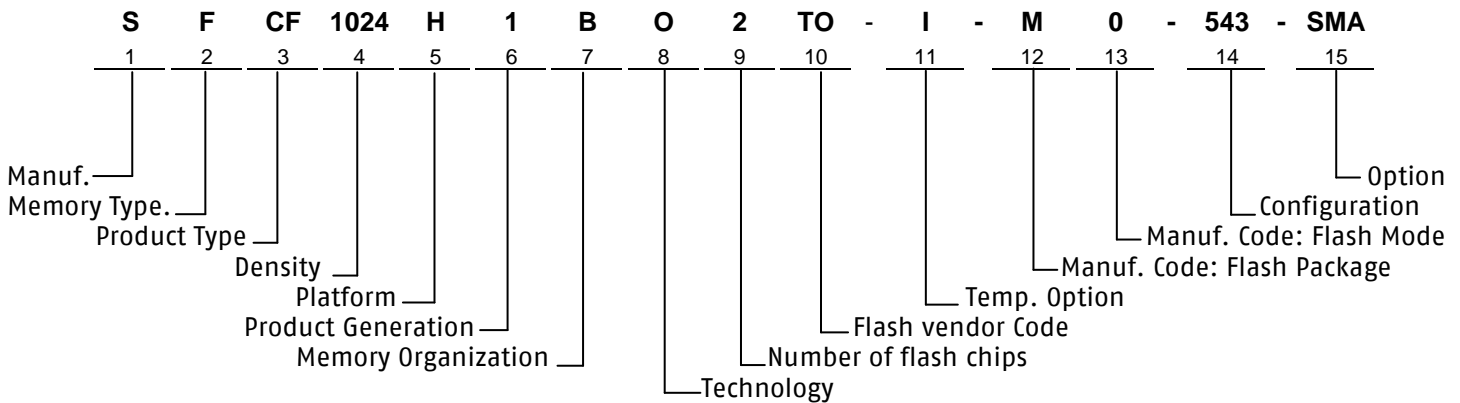 S F CF 1024 H 1 B O 2 TO - I - M 0 - 543 - SMA
1 2 3 4 5 6 7 8 9 10 11 12 13 14 15
Manuf. Option
Memory Type. Configuration
Product Type Manuf. Code: Flash Mode
Density Manuf. Code: Flash Package
Platform Temp. Option
Product Generation Flash vendor Code
Memory Organization Number of flash chips
Technology